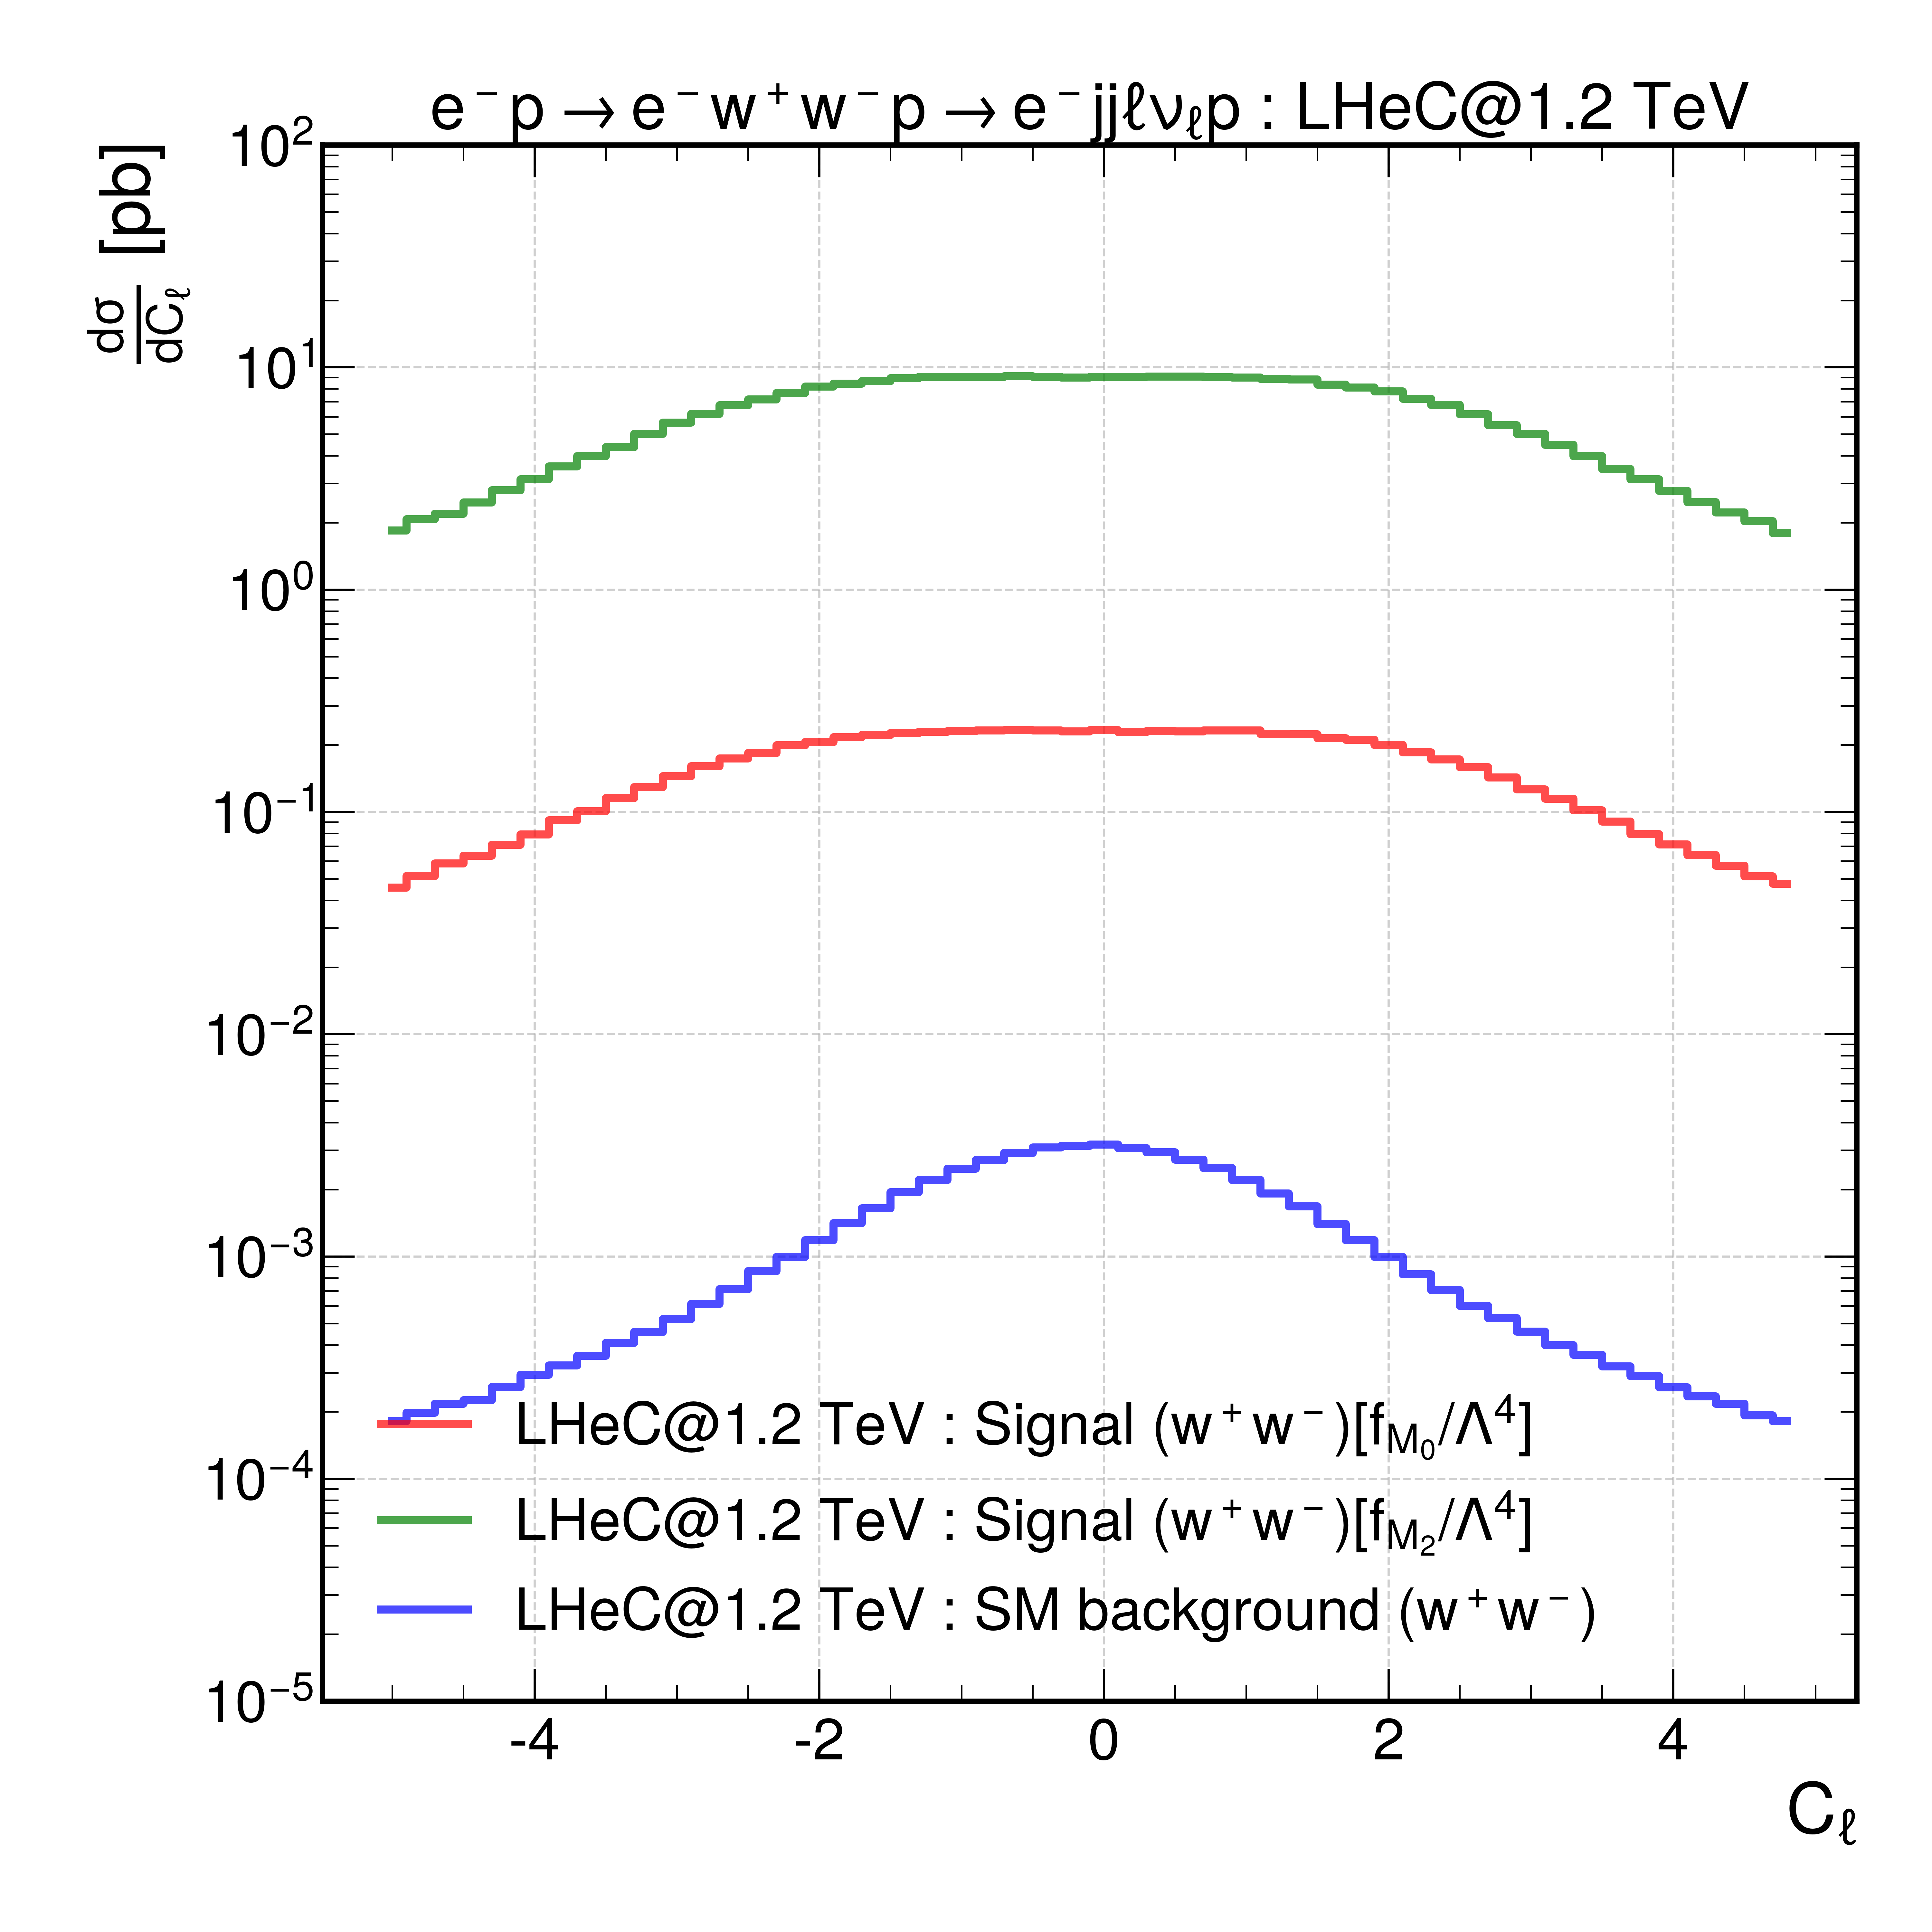 e⁻p → e⁻w⁺w⁻p → e⁻jjℓν_ℓp : LHeC@1.2 TeV
dσ/dC_ℓ [pb]
10²
10¹
10⁰
10⁻¹
10⁻²
10⁻³
10⁻⁴
10⁻⁵
LHeC@1.2 TeV : Signal (w⁺w⁻)[f_M₀/Λ⁴]
LHeC@1.2 TeV : Signal (w⁺w⁻)[f_M₂/Λ⁴]
LHeC@1.2 TeV : SM background (w⁺w⁻)
-4 -2 0 2 4
C_ℓ